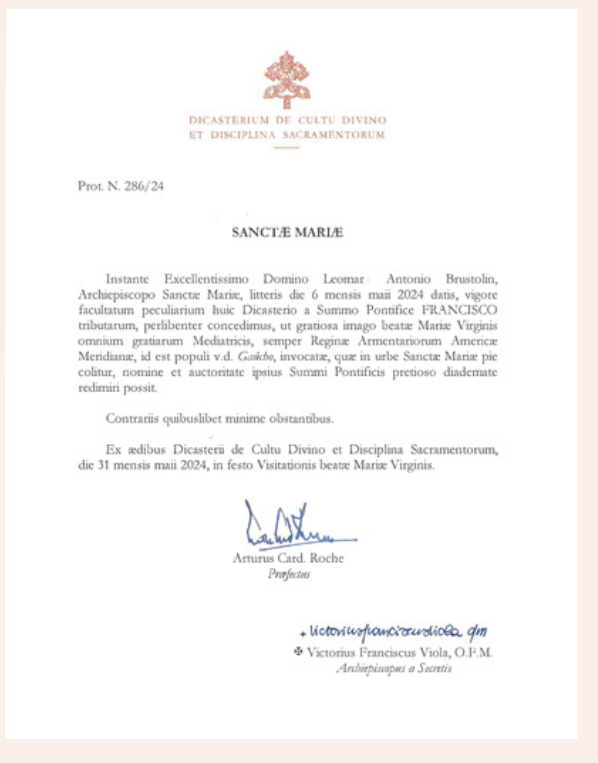 DICASTERIUM DE CULTU DIVINO
ET DISCIPLINA SACRAMENTORUM
Prot. N. 286/24
SANCTÆ MARIÆ
Instante Excellentissimo Domino Leomar Antonio Brustolin,
Archiepiscopo Sanctæ Mariæ, litteris die 6 mensis maii 2024 datis, vigore
facultatum peculiarium huic Dicasterio a Summo Pontifice FRANCISCO
tributarum, perlibenter concedimus, ut gratiosa imago beatæ Mariæ Virginis
omnium gratiarum Mediatricis, semper Reginæ Armentariorum Americæ
Meridianæ, id est populi v.d. Gaúcho, invocatæ, quæ in urbe Sanctæ Mariæ pie
colitur, nomine et auctoritate ipsius Summi Pontificis pretioso diademate
redimiri possit.
Contrariis quibuslibet minime obstantibus.
Ex ædibus Dicasterii de Cultu Divino et Disciplina Sacramentorum,
die 31 mensis maii 2024, in festo Visitationis beatæ Mariæ Virginis.
Arturus Card. Roche
Præfectus
✠ Victorius Franciscus Viola, O.F.M.
Archiepiscopus a Secretis